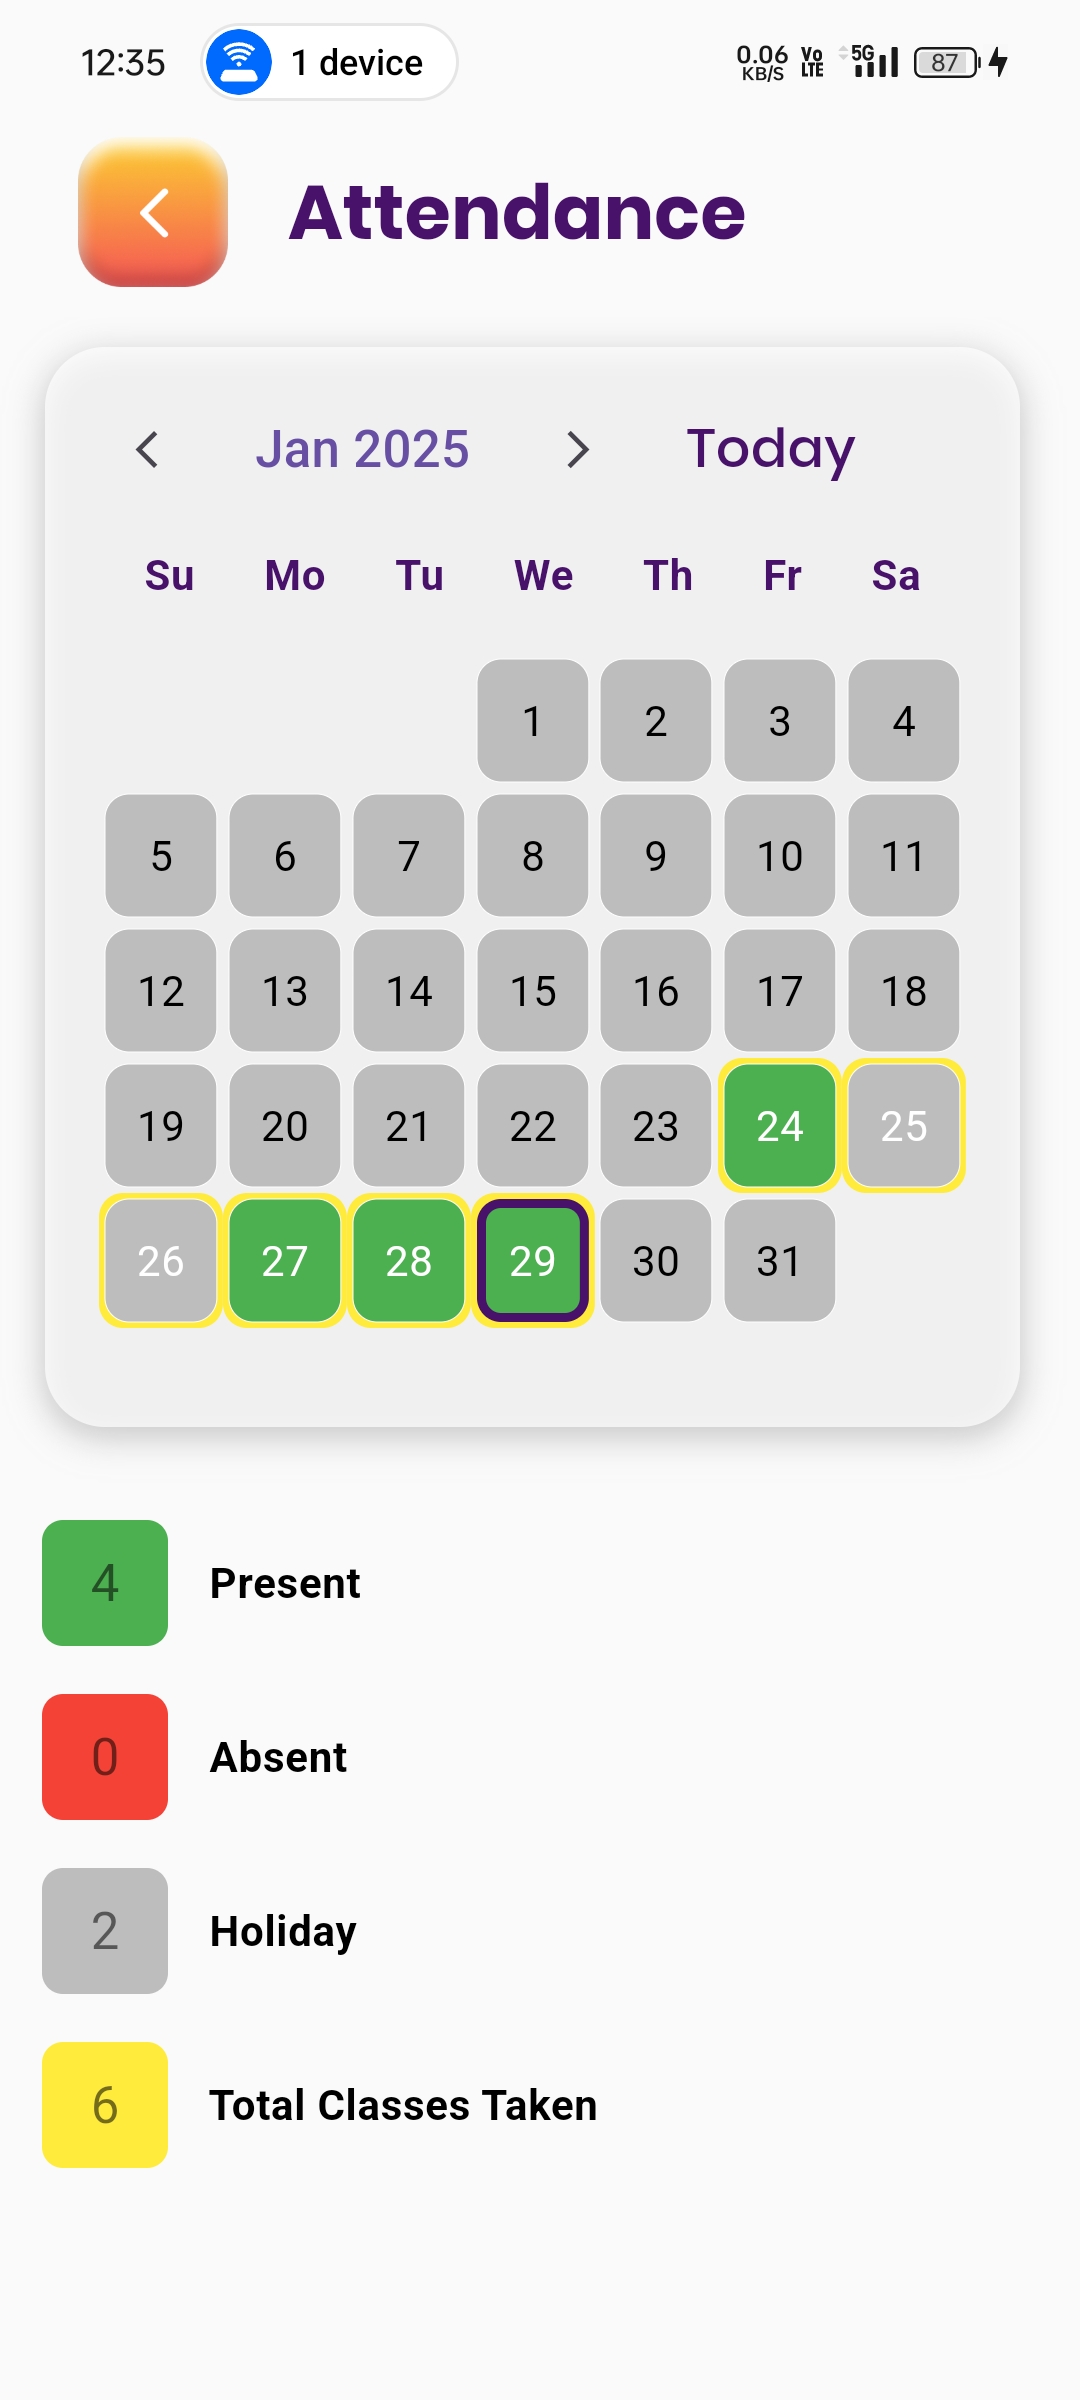 12:35 1 device 0.06 KB/S Vo LTE 5G 87
Attendance
Jan 2025 Today
Su Mo Tu We Th Fr Sa
1 2 3 4
5 6 7 8 9 10 11
12 13 14 15 16 17 18
19 20 21 22 23 24 25
26 27 28 29 30 31
4 Present
0 Absent
2 Holiday
6 Total Classes Taken